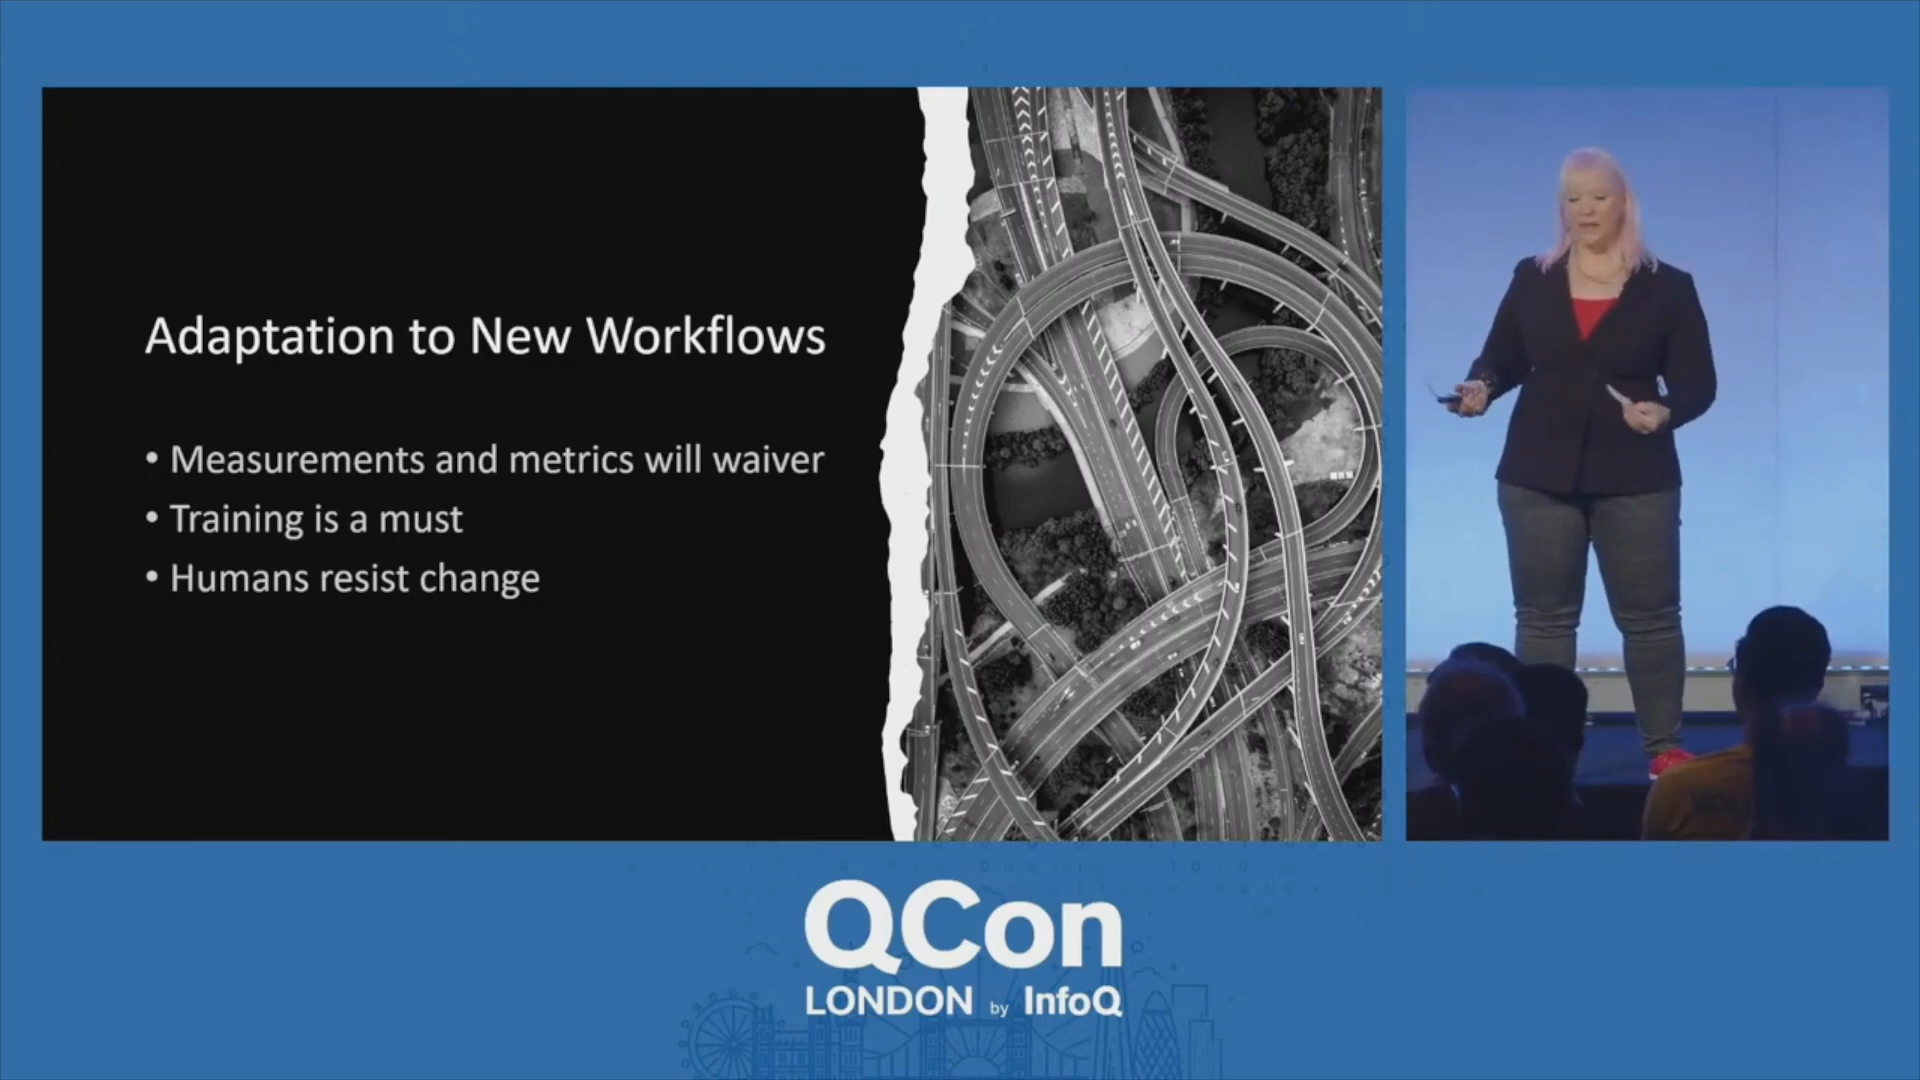 Adaptation to New Workflows
• Measurements and metrics will waiver
• Training is a must
• Humans resist change
QCon
LONDON by InfoQ